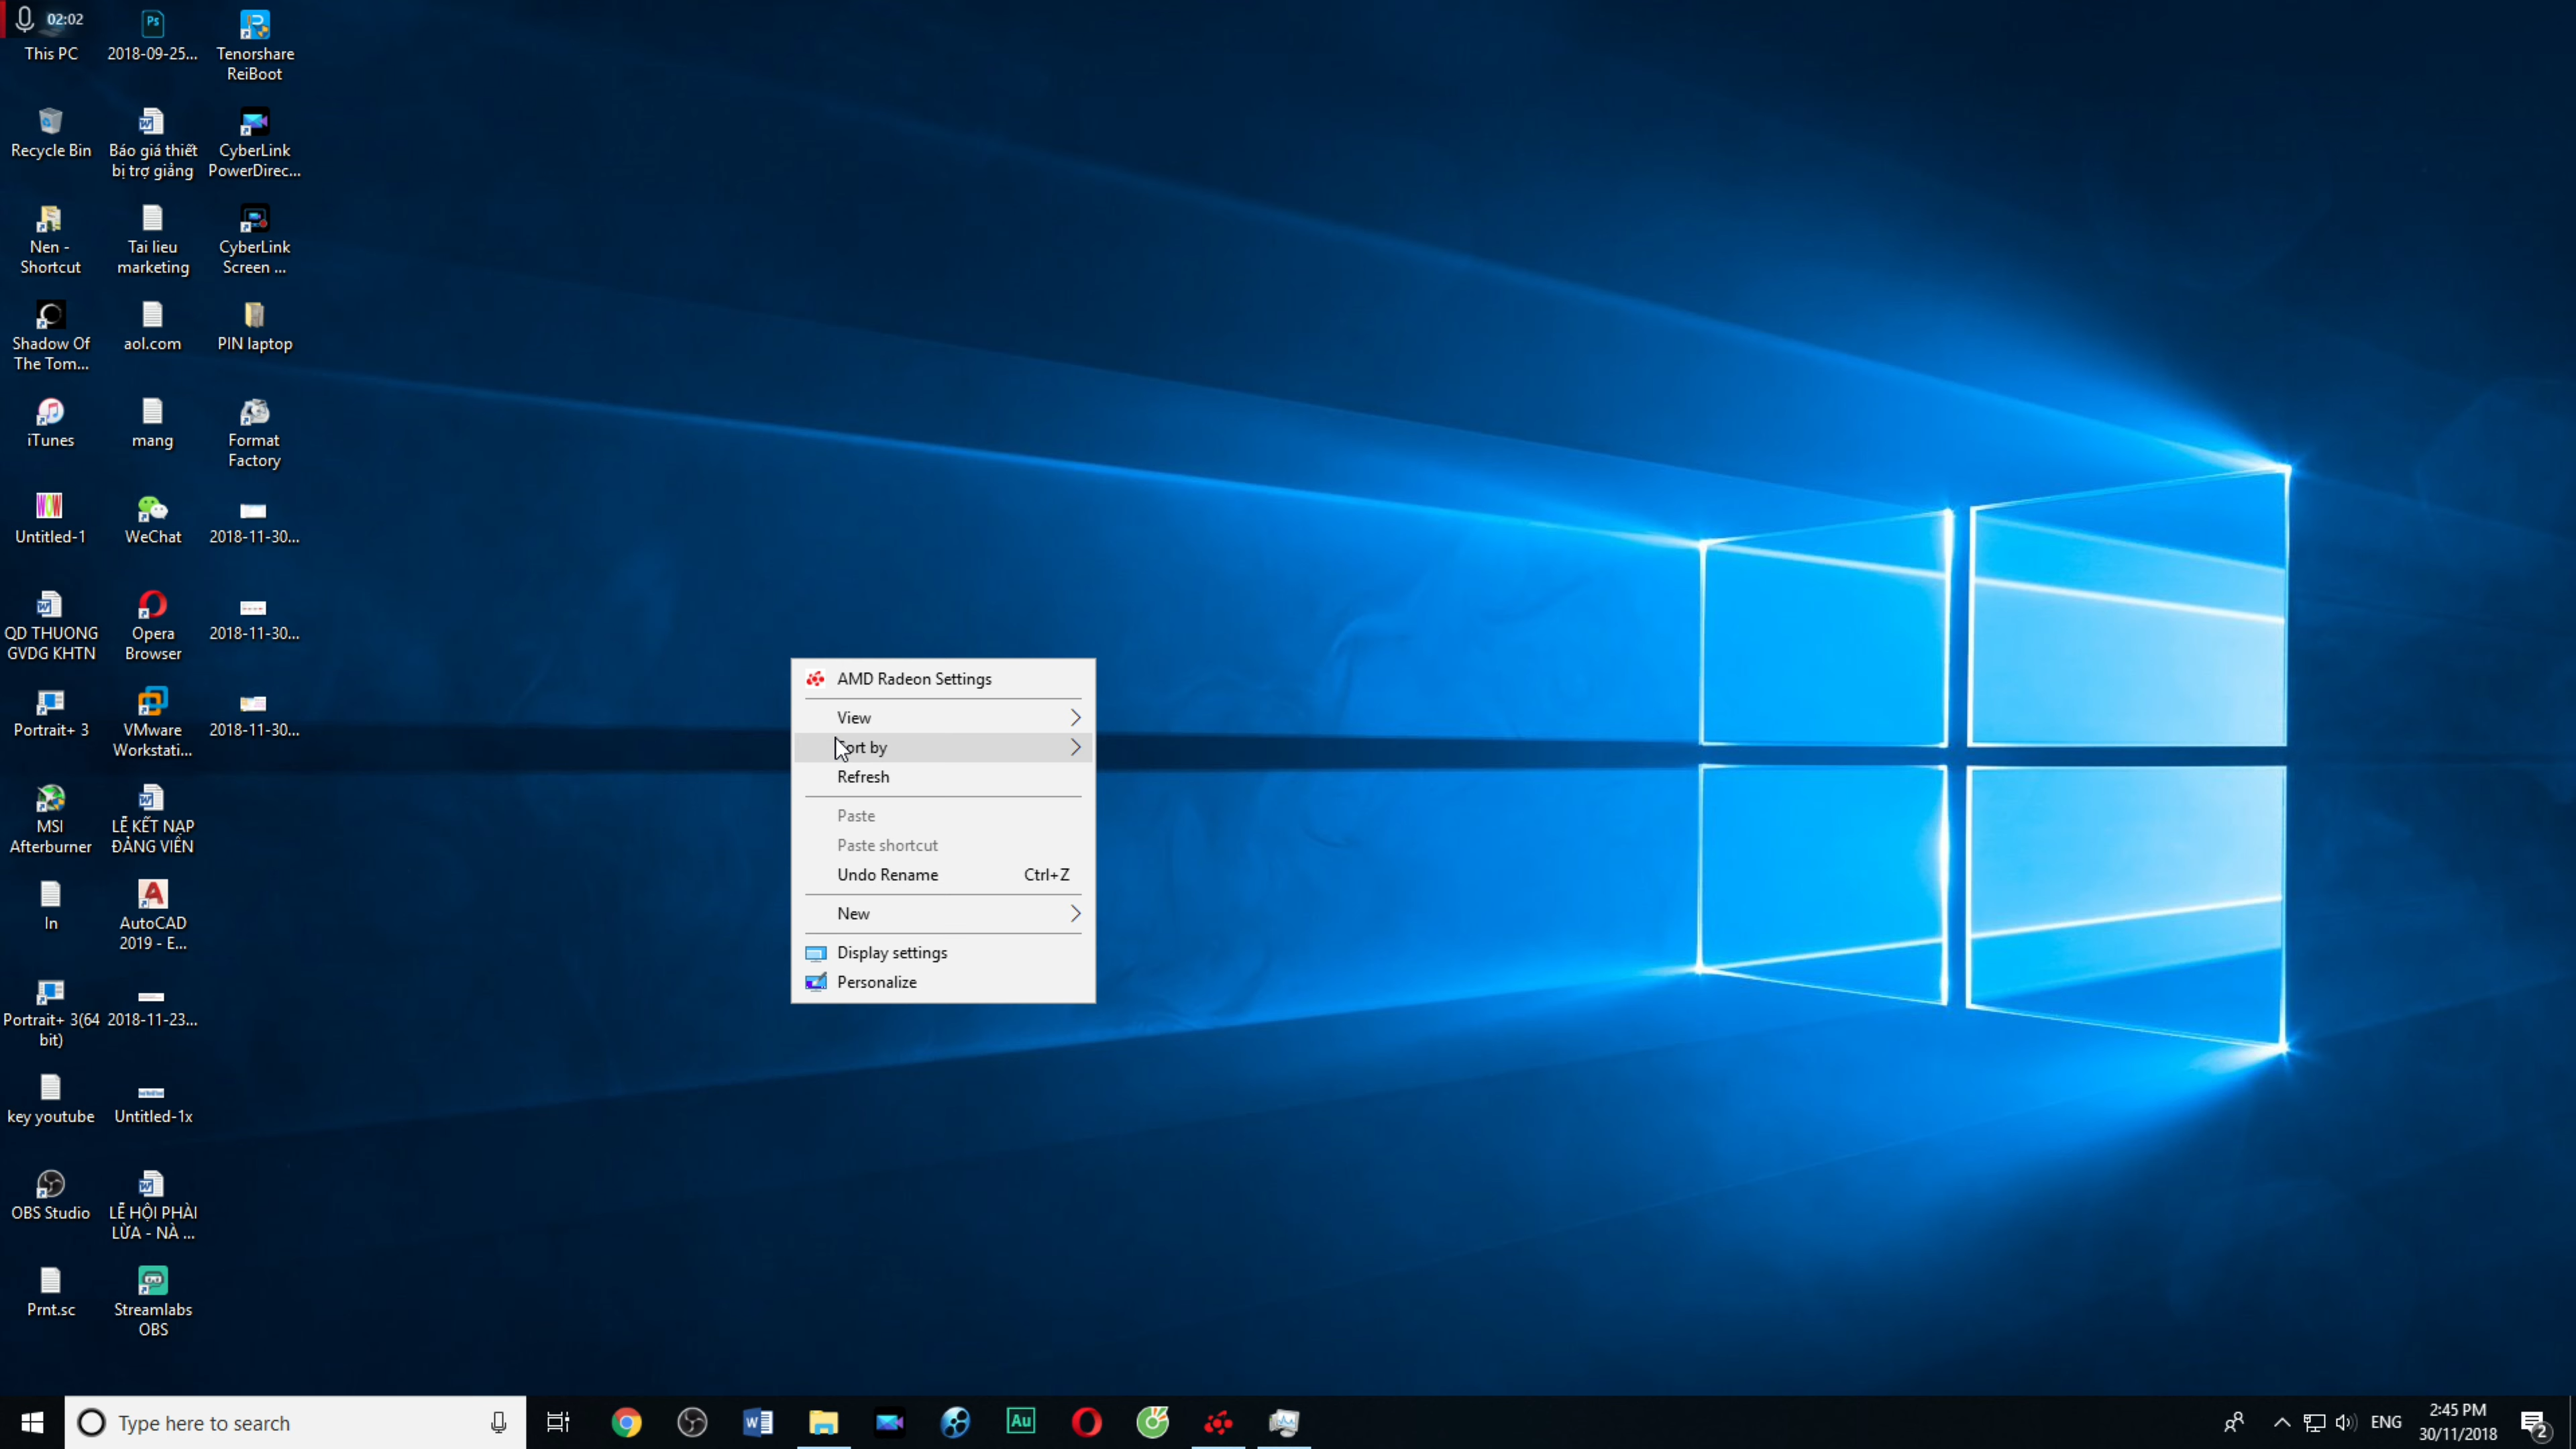 02:02
This PC
2018-09-25...
Tenorshare
ReiBoot
Recycle Bin
Báo giá thiết
bị trợ giảng
CyberLink
PowerDirec...
Nen -
Shortcut
Tai lieu
marketing
CyberLink
Screen ...
Shadow Of
The Tom...
aol.com
PIN laptop
iTunes
mang
Format
Factory
Untitled-1
WeChat
2018-11-30...
QD THUONG
GVDG KHTN
Opera
Browser
2018-11-30...
Portrait+ 3
VMware
Workstati...
2018-11-30...
MSI
Afterburner
LỄ KẾT NẠP
ĐẢNG VIÊN
In
AutoCAD
2019 - E...
Portrait+ 3(64
bit)
2018-11-23...
key youtube
Untitled-1x
OBS Studio
LỄ HỘI PHÀI
LỪA - NÀ ...
Prnt.sc
Streamlabs
OBS
AMD Radeon Settings
View
Sort by
Refresh
Paste
Paste shortcut
Undo Rename Ctrl+Z
New
Display settings
Personalize
Type here to search
Au
ENG
2:45 PM
30/11/2018
2